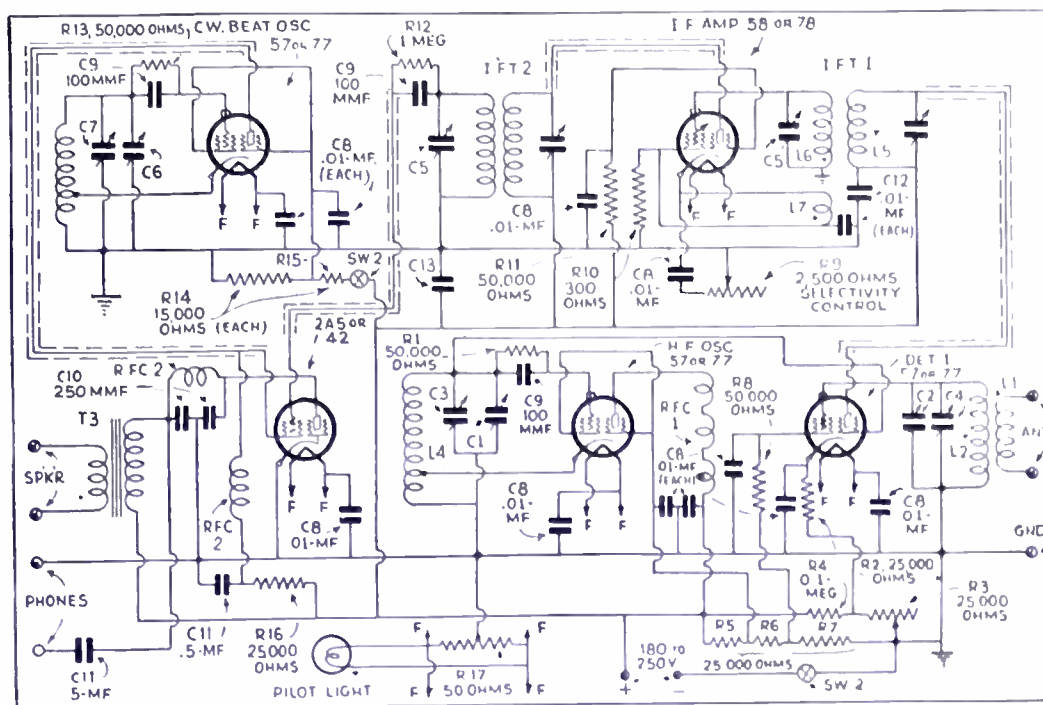 R13, 50,000 OHMS, C.W. BEAT OSC
57 OR 77
C9
100 MMF
C7
C6
F F
C8
.01-MF.
(EACH)
R12
1 MEG
C9
100
MMF
C5
I FT 2
I.F AMP 58 OR 78
I FT 1
C8
.01-MF
F F
C5
L6
L5
L7
C12
.01-
MF
(EACH)
R15-
SW 2
R14
15,000
OHMS (EACH)
C13
R11
50,000
OHMS
R10
300
OHMS
C8
.01-
MF
R9
2,500 OHMS
SELECTIVITY
CONTROL
2A5 OR
42
R1
50,000
OHMS
H.F OSC
57 OR 77
DET 1
57 OR 77
RFC 2
C10
250 MMF
T3
SPKR
RFC
2
F F
C8
01-MF
C3
L4
C1
C9
100
MMF
F F
C8
.01-
MF
RFC
1
C8
.01-MF
(EACH)
R8
50,000
OHMS
F F
C8
.01-
MF
C2
C4
L2
L1
ANT
GND
PHONES
C11
.5-MF
R16
25,000
OHMS
C11
.5-MF
PILOT LIGHT
F F
F F
R17
50 OHMS
180 TO
250 V
+ -
R4
0.1-
MEG
R2, 25,000
OHMS
R3
25,000
OHMS
R5
R6
R7
25,000 OHMS
SW 2